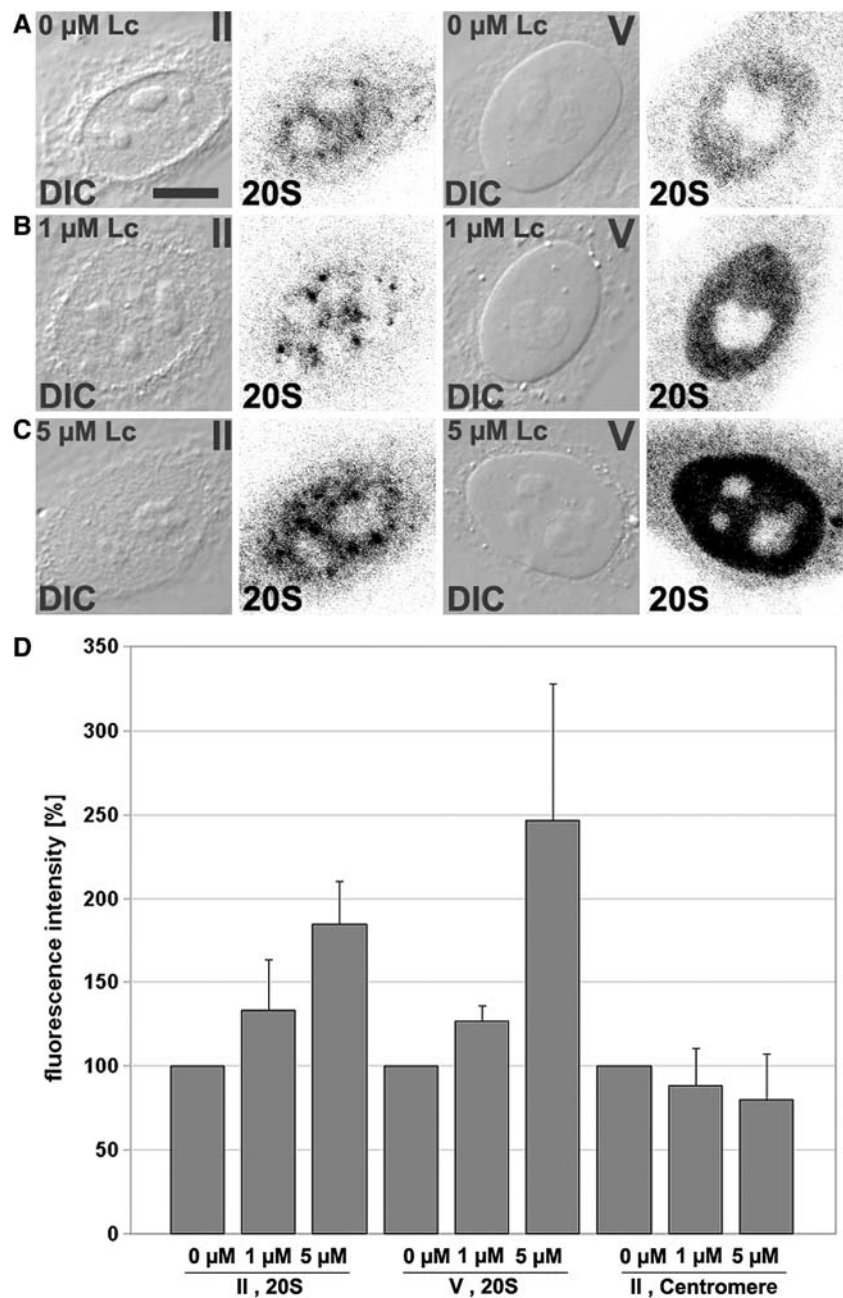 A 0 µM Lc II 0 µM Lc V
DIC 20S DIC 20S
B 1 µM Lc II 1 µM Lc V
DIC 20S DIC 20S
C 5 µM Lc II 5 µM Lc V
DIC 20S DIC 20S
D
350
300
250
200
150
100
50
0
fluorescence intensity [%]
0 µM 1 µM 5 µM 0 µM 1 µM 5 µM 0 µM 1 µM 5 µM
II , 20S V , 20S II , Centromere